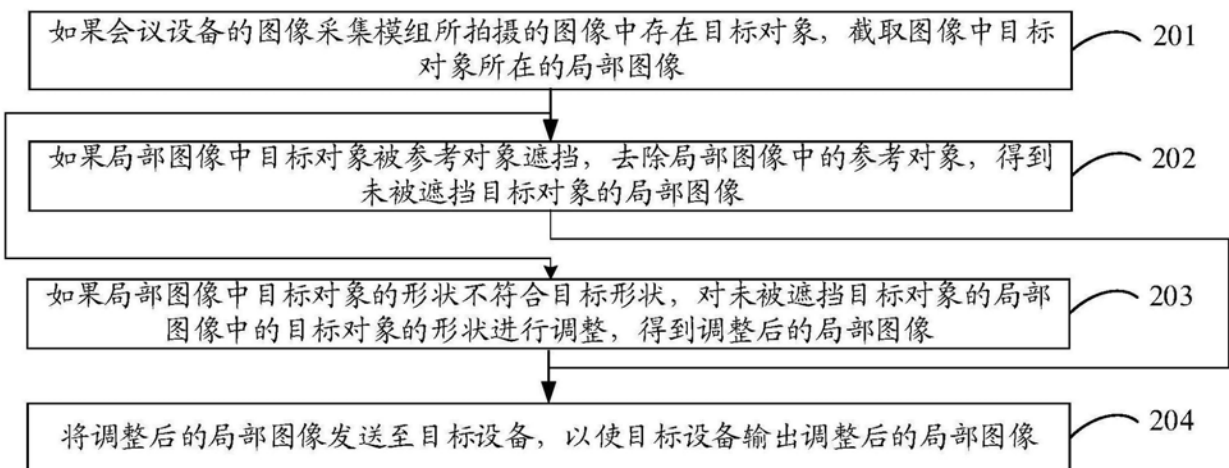 如果会议设备的图像采集模组所拍摄的图像中存在目标对象，截取图像中目标
对象所在的局部图像
201
如果局部图像中目标对象被参考对象遮挡，去除局部图像中的参考对象，得到
未被遮挡目标对象的局部图像
202
如果局部图像中目标对象的形状不符合目标形状，对未被遮挡目标对象的局部
图像中的目标对象的形状进行调整，得到调整后的局部图像
203
将调整后的局部图像发送至目标设备，以使目标设备输出调整后的局部图像
204